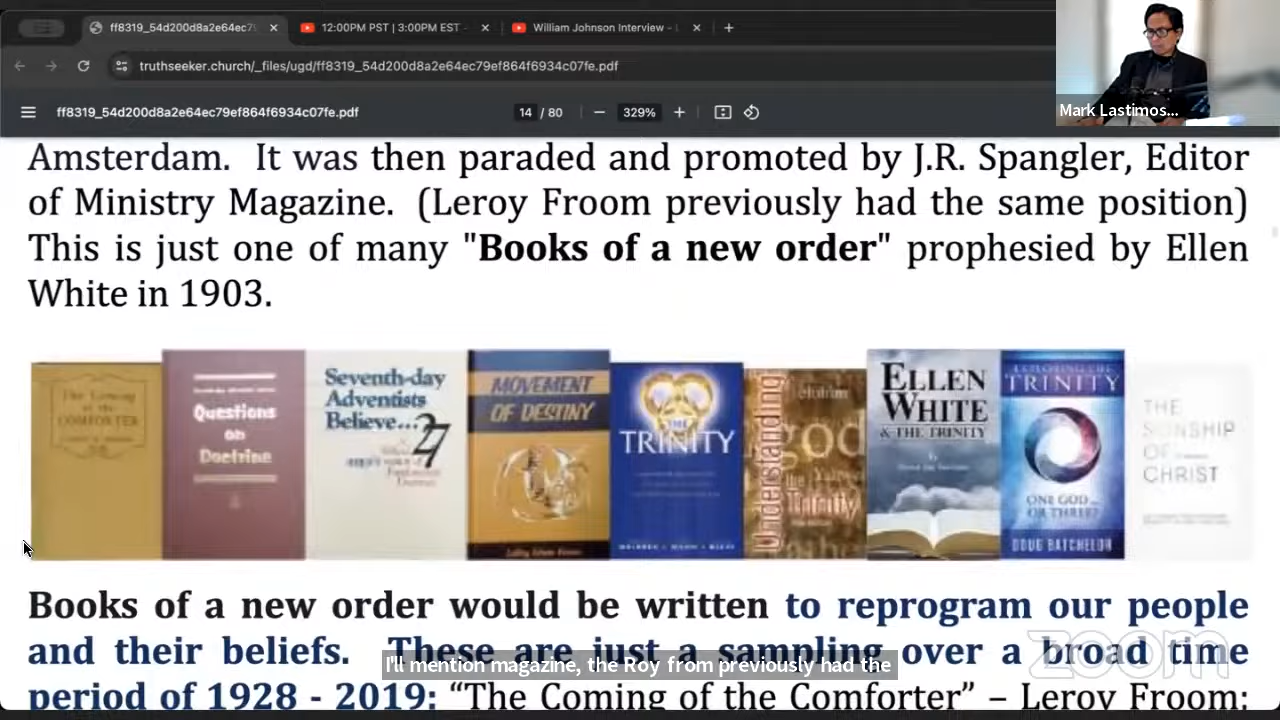 ff8319_54d200d8a2e64ec7
12:00PM PST | 3:00PM EST
William Johnson Interview -
truthseeker.church/_files/ugd/ff8319_54d200d8a2e64ec79ef864f6934c07fe.pdf
Mark Lastimos...
ff8319_54d200d8a2e64ec79ef864f6934c07fe.pdf
14 / 80
329%
Amsterdam. It was then paraded and promoted by J.R. Spangler, Editor
of Ministry Magazine. (Leroy Froom previously had the same position)
This is just one of many "Books of a new order" prophesied by Ellen
White in 1903.
The Coming
of the
COMFORTER
Questions
on
Doctrine
Seventh-day
Adventists
Believe...
27
MOVEMENT
OF DESTINY
THE
TRINITY
Understanding
the Trinity
god
ELLEN
WHITE
& THE TRINITY
EXPLORING THE
TRINITY
ONE GOD...
OR THREE?
DOUG BATCHELOR
THE
SONSHIP
OF
CHRIST
Books of a new order would be written to reprogram our people
and their beliefs. These are just a sampling over a broad time
period of 1928 - 2019: “The Coming of the Comforter” – Leroy Froom;
I'll mention magazine, the Roy from previously had the
zoom